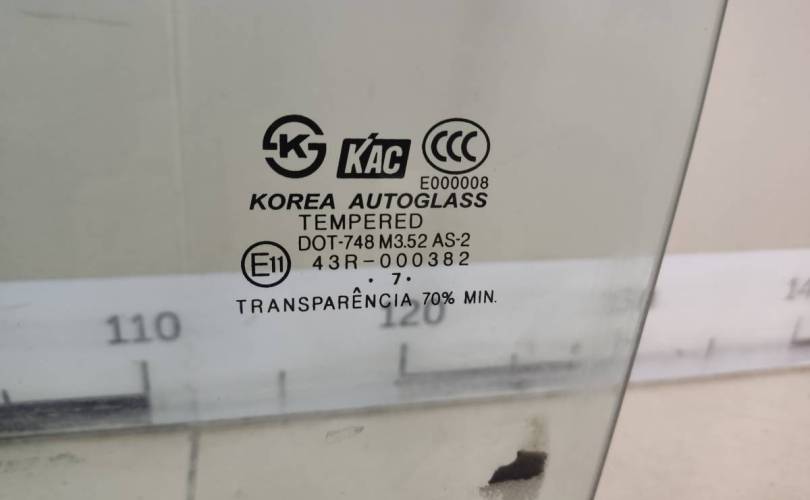 K KAC CCC
E000008
KOREA AUTOGLASS
TEMPERED
DOT-748 M3.52 AS-2
E11 43R-000382
· 7 ·
TRANSPARÊNCIA 70% MIN.
110 120